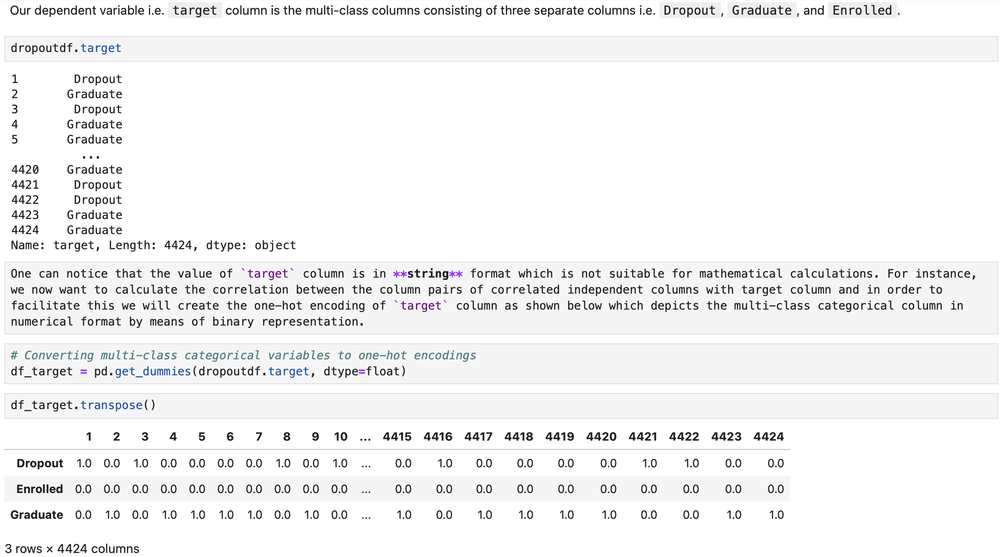 Our dependent variable i.e. target column is the multi-class columns consisting of three separate columns i.e. Dropout , Graduate , and Enrolled .
dropoutdf.target
1 Dropout
2 Graduate
3 Dropout
4 Graduate
5 Graduate
...
4420 Graduate
4421 Dropout
4422 Dropout
4423 Graduate
4424 Graduate
Name: target, Length: 4424, dtype: object
One can notice that the value of `target` column is in **string** format which is not suitable for mathematical calculations. For instance,
we now want to calculate the correlation between the column pairs of correlated independent columns with target column and in order to
facilitate this we will create the one-hot encoding of `target` column as shown below which depicts the multi-class categorical column in
numerical format by means of binary representation.
# Converting multi-class categorical variables to one-hot encodings
df_target = pd.get_dummies(dropoutdf.target, dtype=float)
df_target.transpose()
1 2 3 4 5 6 7 8 9 10 ... 4415 4416 4417 4418 4419 4420 4421 4422 4423 4424
Dropout 1.0 0.0 1.0 0.0 0.0 0.0 0.0 1.0 0.0 1.0 ... 0.0 1.0 0.0 0.0 0.0 0.0 1.0 1.0 0.0 0.0
Enrolled 0.0 0.0 0.0 0.0 0.0 0.0 0.0 0.0 0.0 0.0 ... 0.0 0.0 0.0 0.0 0.0 0.0 0.0 0.0 0.0 0.0
Graduate 0.0 1.0 0.0 1.0 1.0 1.0 1.0 0.0 1.0 0.0 ... 1.0 0.0 1.0 1.0 1.0 1.0 0.0 0.0 1.0 1.0
3 rows × 4424 columns